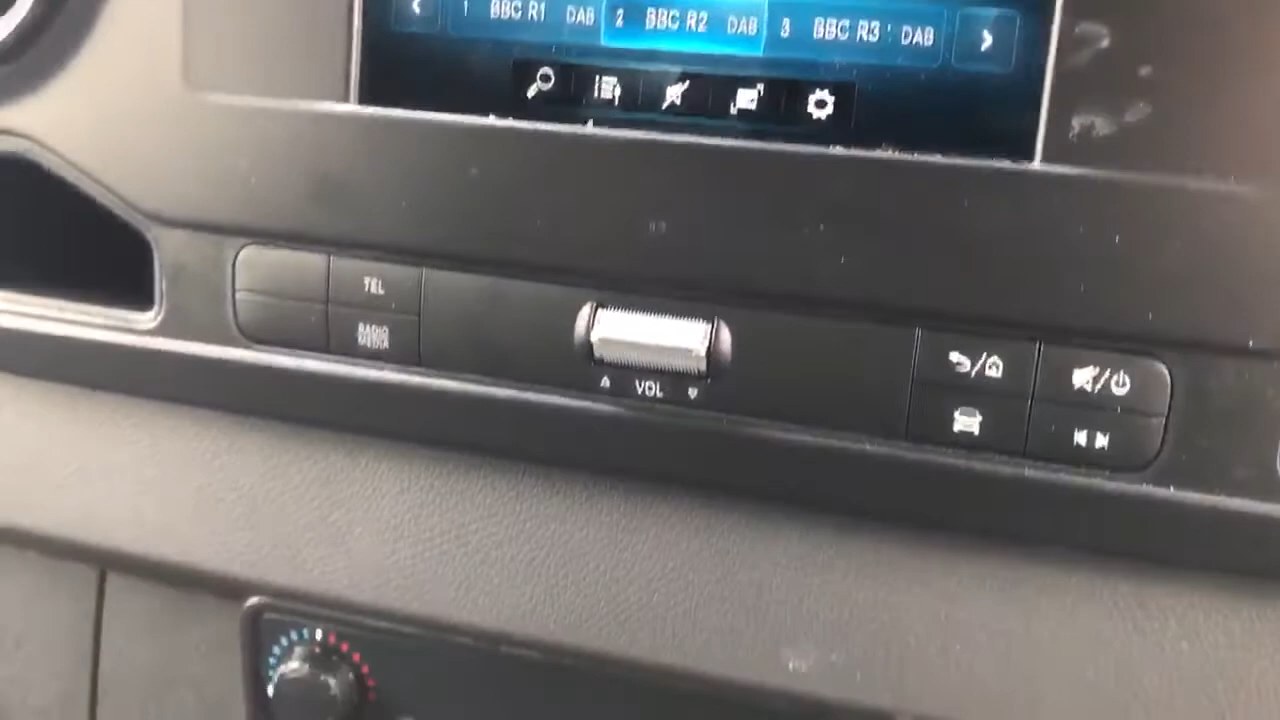 1 BBC R1 DAB 2 BBC R2 DAB 3 BBC R3 DAB
TEL
RADIO
MEDIA
VOL